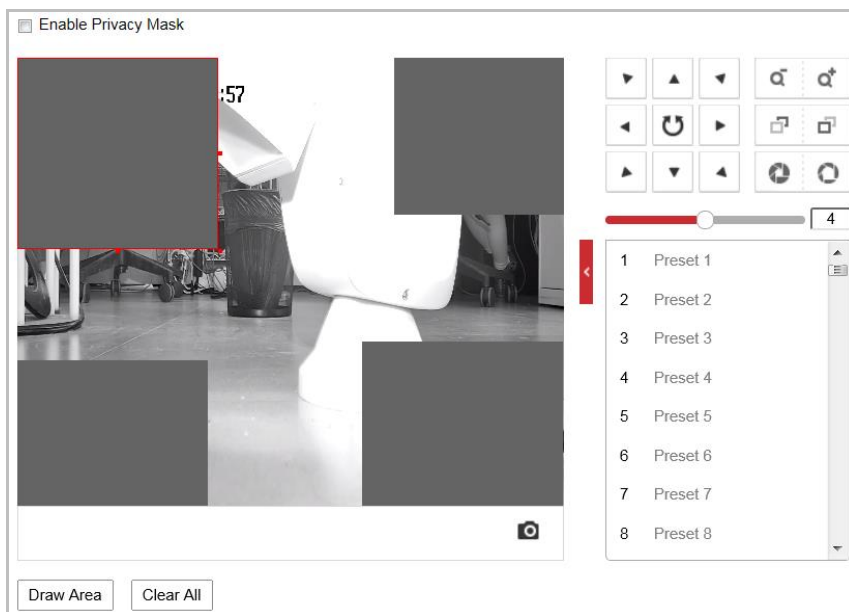 Enable Privacy Mask
:57
4
1 Preset 1
2 Preset 2
3 Preset 3
4 Preset 4
5 Preset 5
6 Preset 6
7 Preset 7
8 Preset 8
Draw Area Clear All